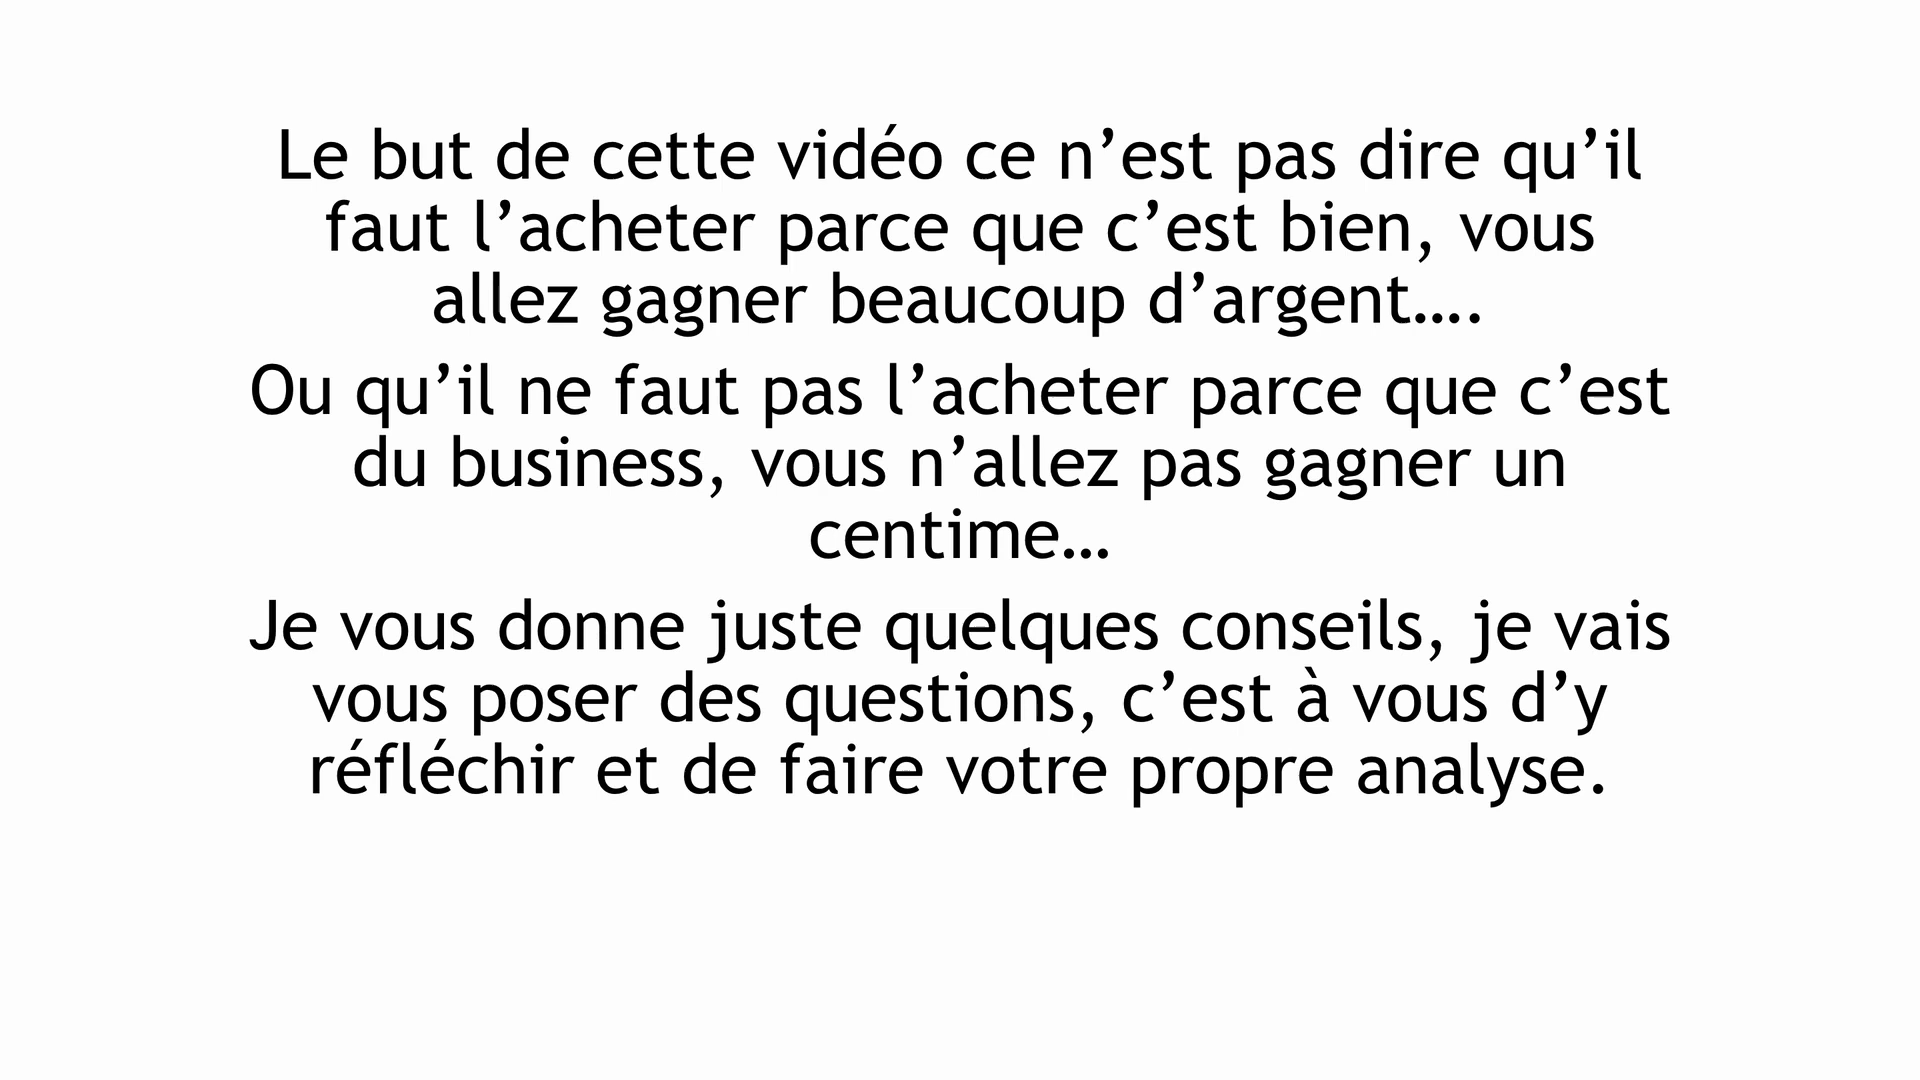 Le but de cette vidéo ce n’est pas dire qu’il
faut l’acheter parce que c’est bien, vous
allez gagner beaucoup d’argent….
Ou qu’il ne faut pas l’acheter parce que c’est
du business, vous n’allez pas gagner un
centime…
Je vous donne juste quelques conseils, je vais
vous poser des questions, c’est à vous d’y
réfléchir et de faire votre propre analyse.